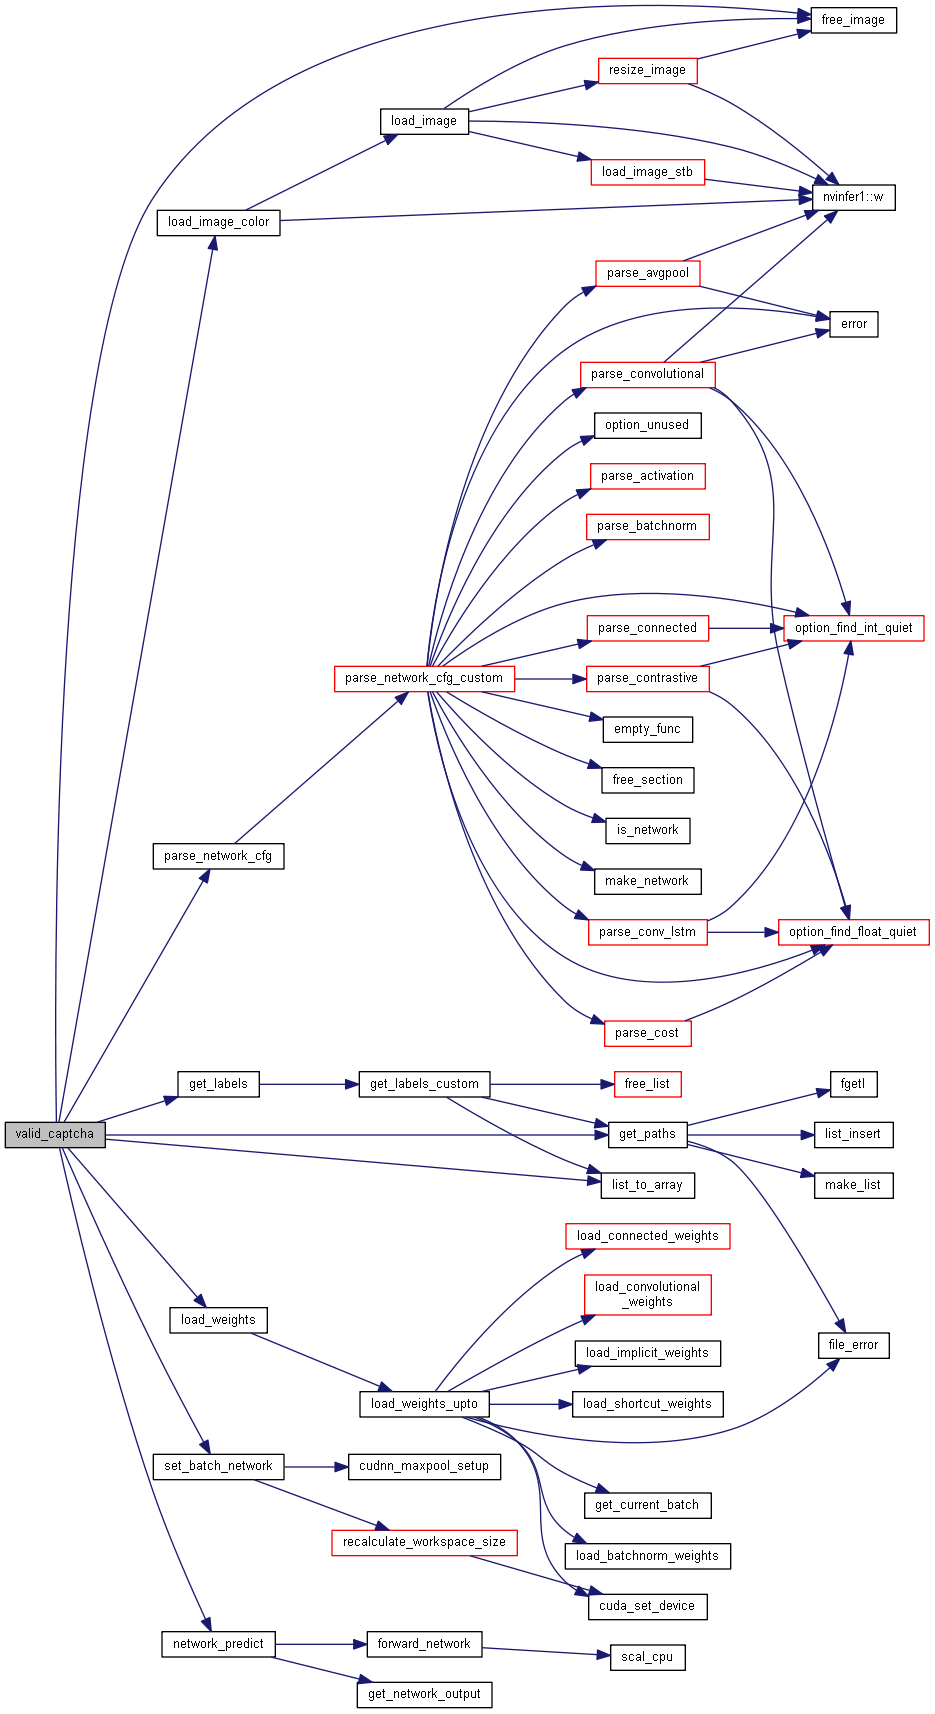 free_image
resize_image
load_image
load_image_stb
nvinfer1::w
load_image_color
parse_avgpool
error
parse_convolutional
option_unused
parse_activation
parse_batchnorm
parse_connected
option_find_int_quiet
parse_network_cfg_custom
parse_contrastive
empty_func
free_section
is_network
parse_network_cfg
make_network
parse_conv_lstm
option_find_float_quiet
parse_cost
get_labels
get_labels_custom
free_list
fgetl
valid_captcha
get_paths
list_insert
list_to_array
make_list
load_connected_weights
load_convolutional
_weights
load_weights
file_error
load_implicit_weights
load_weights_upto
load_shortcut_weights
set_batch_network
cudnn_maxpool_setup
get_current_batch
recalculate_workspace_size
load_batchnorm_weights
cuda_set_device
network_predict
forward_network
scal_cpu
get_network_output